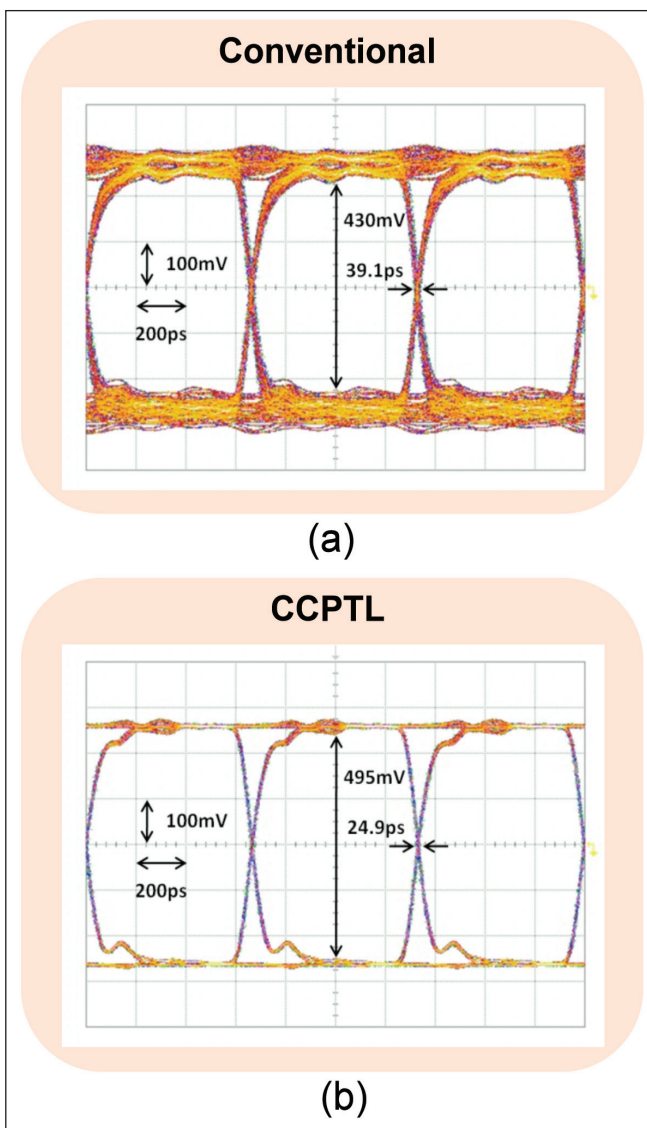 Conventional
430mV
100mV
39.1ps
200ps
(a)
CCPTL
495mV
100mV
24.9ps
200ps
(b)